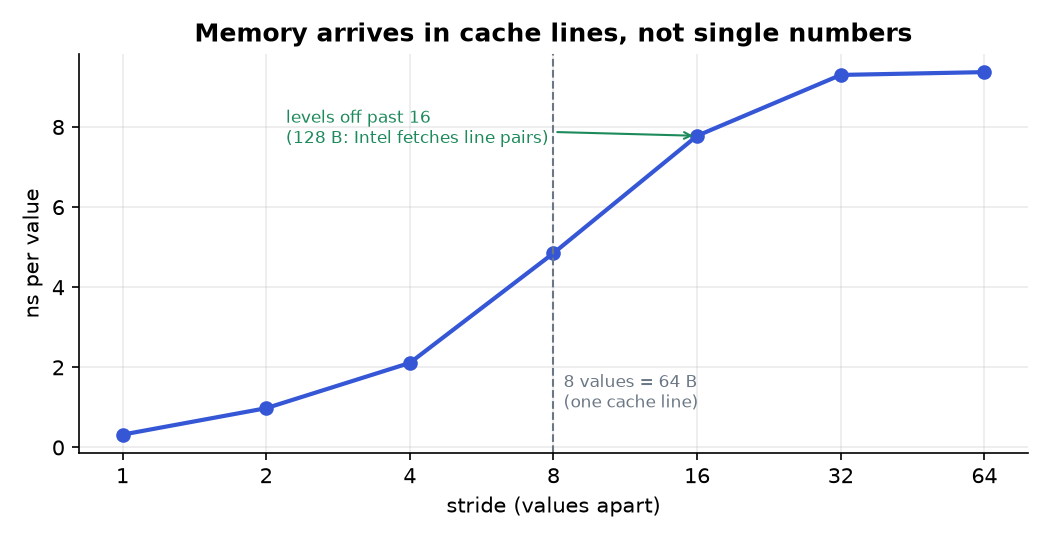 Memory arrives in cache lines, not single numbers
levels off past 16
(128 B: Intel fetches line pairs)
8 values = 64 B
(one cache line)
ns per value
8
6
4
2
0
1 2 4 8 16 32 64
stride (values apart)